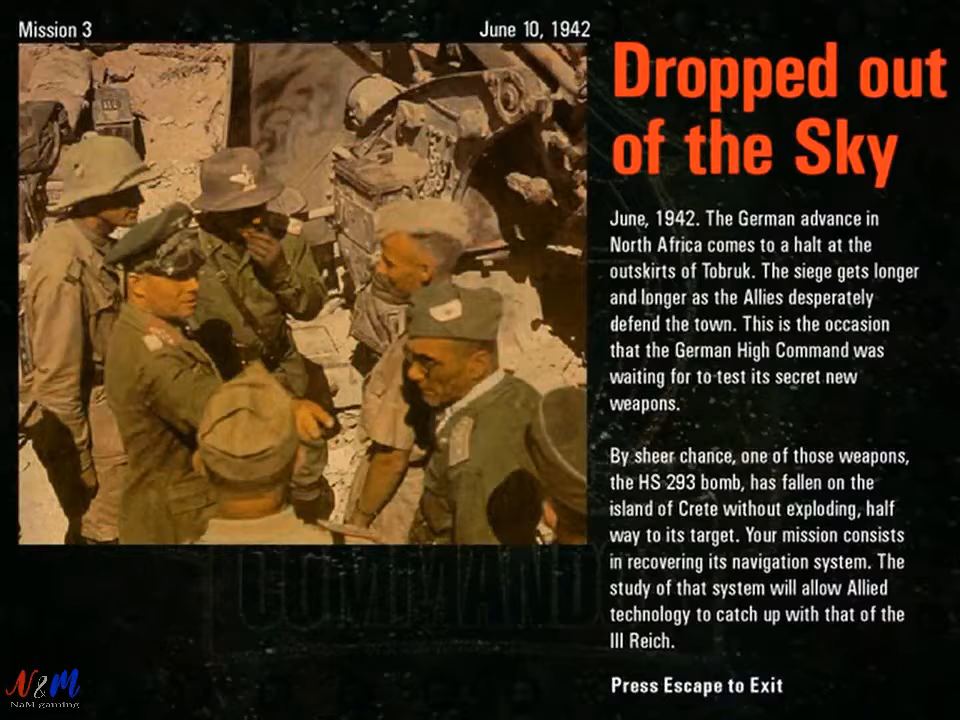 Mission 3
June 10, 1942
Dropped out
of the Sky
June, 1942. The German advance in
North Africa comes to a halt at the
outskirts of Tobruk. The siege gets longer
and longer as the Allies desperately
defend the town. This is the occasion
that the German High Command was
waiting for to test its secret new
weapons.
By sheer chance, one of those weapons,
the HS 293 bomb, has fallen on the
island of Crete without exploding, half
way to its target. Your mission consists
in recovering its navigation system. The
study of that system will allow Allied
technology to catch up with that of the
III Reich.
Press Escape to Exit
COMMAND
N&M
NaM gaming